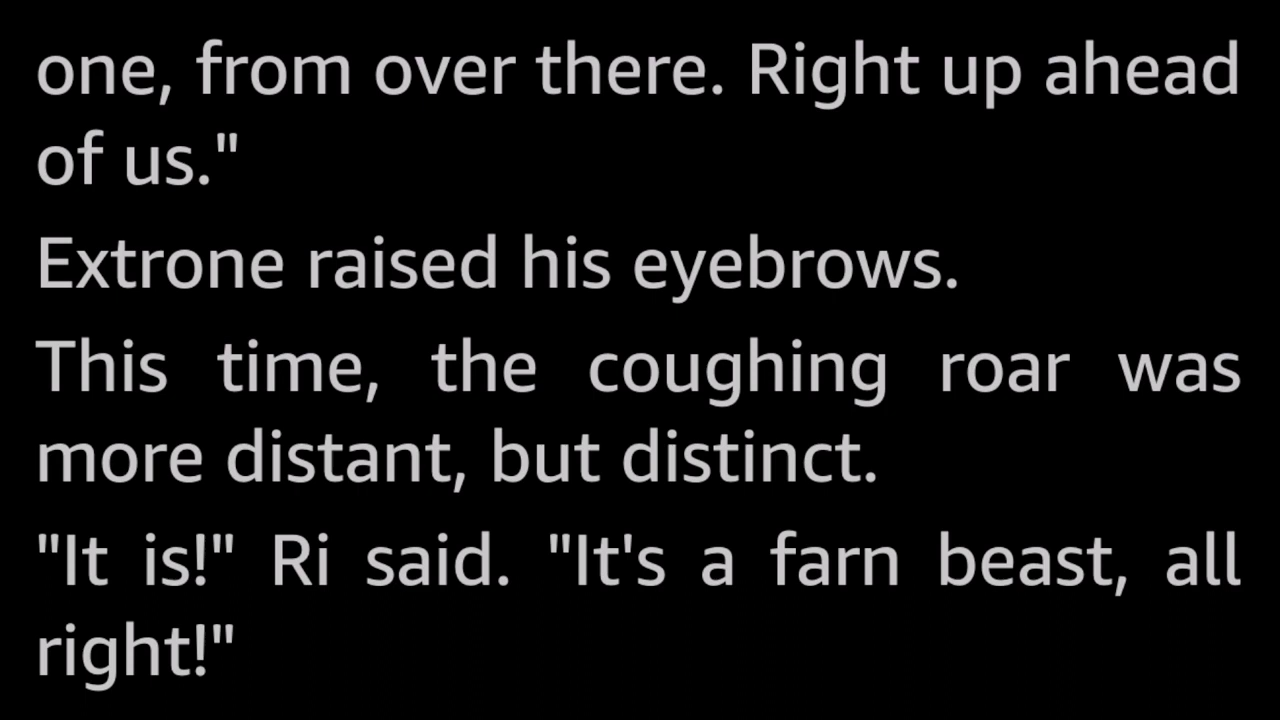 one, from over there. Right up ahead
of us."
Extrone raised his eyebrows.
This time, the coughing roar was
more distant, but distinct.
"It is!" Ri said. "It's a farn beast, all
right!"